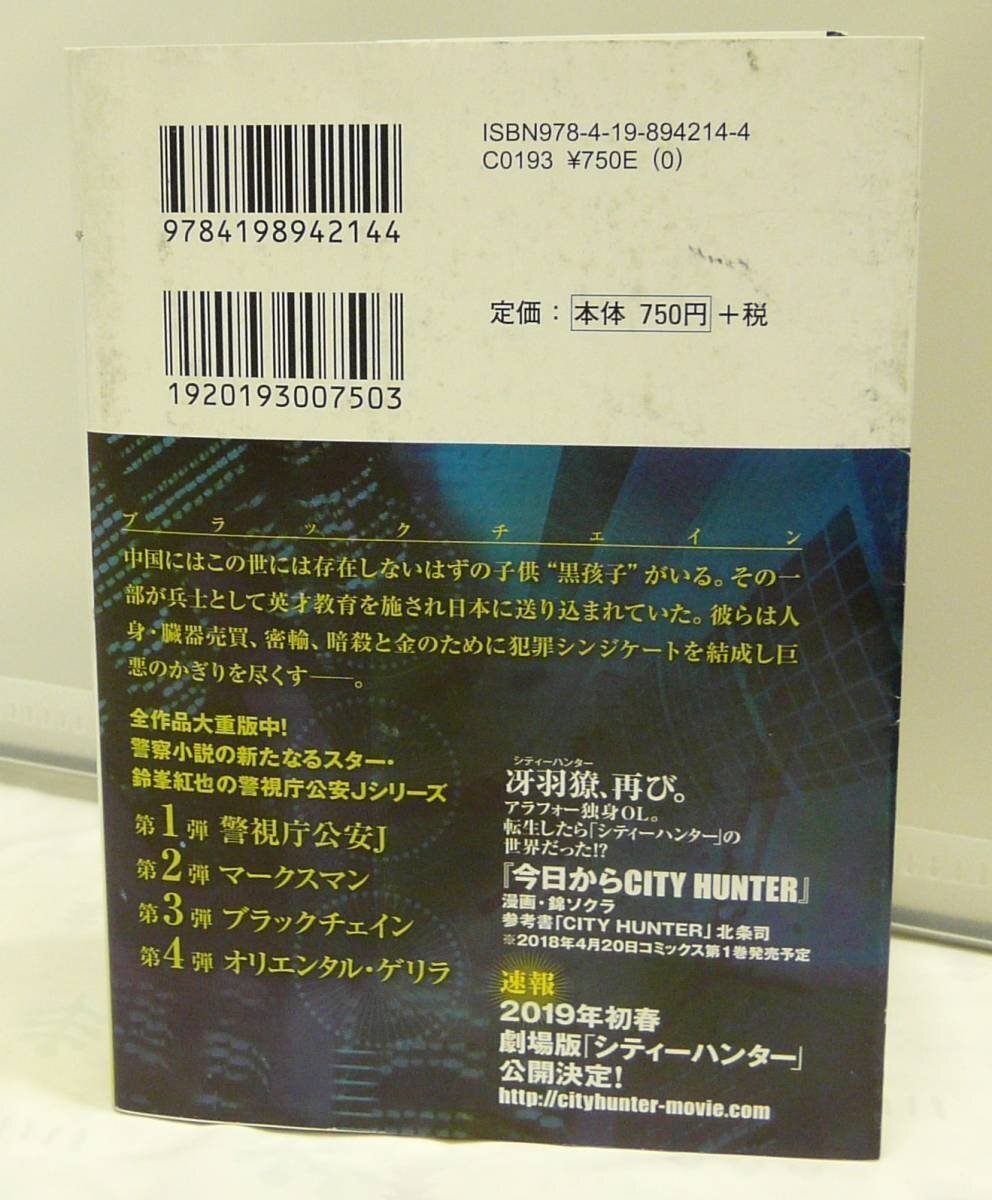 ISBN978-4-19-894214-4
C0193 ¥750E (0)
9784198942144
定価：本体 750円＋税
1920193007503
ブラックチェイン
中国にはこの世には存在しないはずの子供“黒孩子”がいる。その一
部が兵士として英才教育を施され日本に送り込まれていた。彼らは人
身・臓器売買、密輸、暗殺と金のために犯罪シンジケートを結成し巨
悪のかぎりを尽くす――。
全作品大重版中！
警察小説の新たなるスター・
鈴峯紅也の警視庁公安Jシリーズ
第1弾 警視庁公安J
第2弾 マークスマン
第3弾 ブラックチェイン
第4弾 オリエンタル・ゲリラ
シティーハンター
冴羽獠、再び。
アラフォー独身OL。
転生したら「シティーハンター」の
世界だった!?
『今日からCITY HUNTER』
漫画・錦ソクラ
参考書「CITY HUNTER」北条司
※2018年4月20日コミックス第1巻発売予定
速報
2019年初春
劇場版「シティーハンター」
公開決定！
http://cityhunter-movie.com